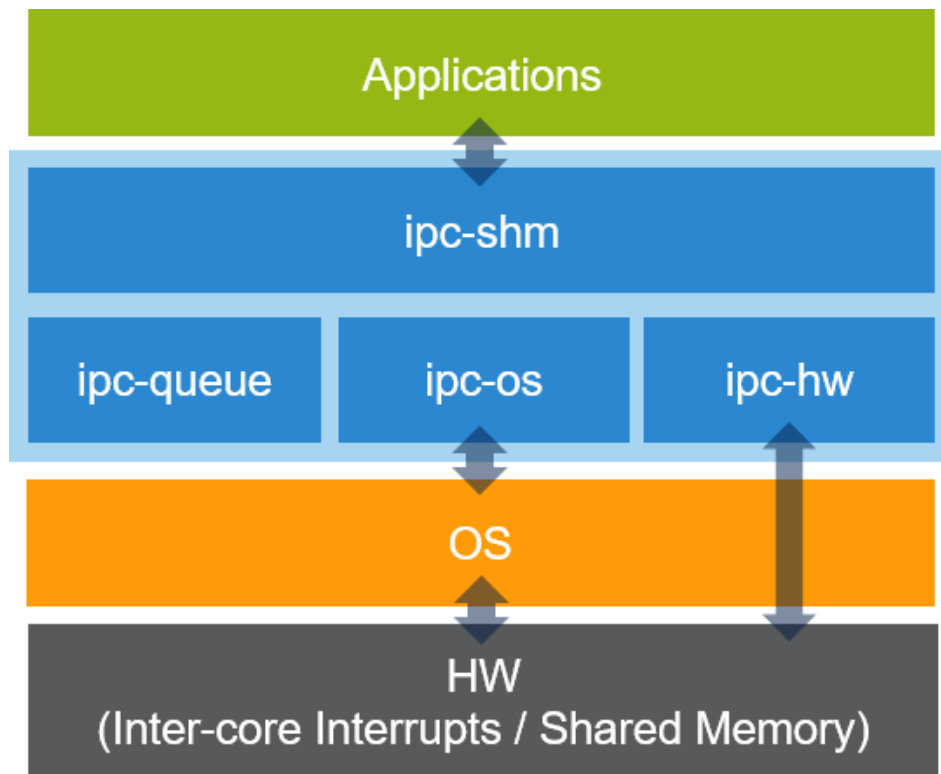 Applications
ipc-shm
ipc-queue
ipc-os
ipc-hw
OS
HW
(Inter-core Interrupts / Shared Memory)